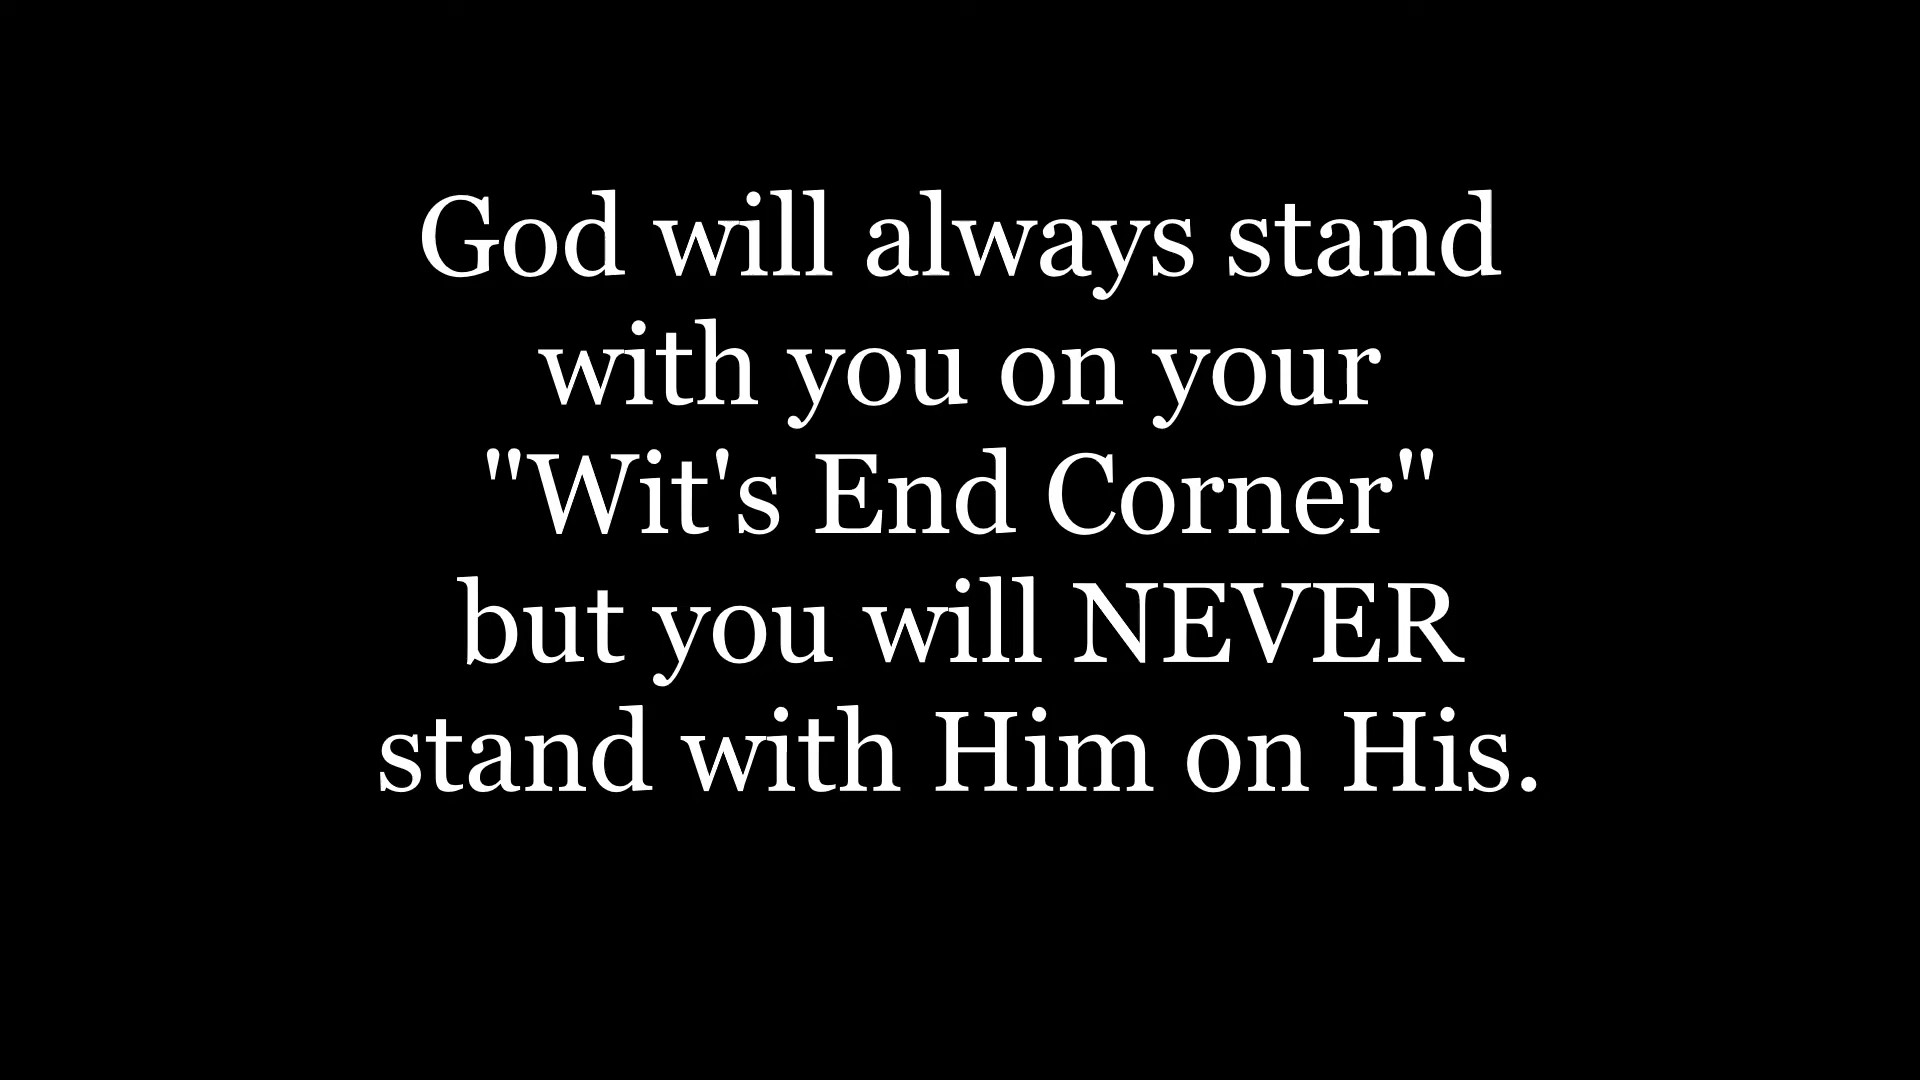 God will always stand
with you on your
"Wit's End Corner"
but you will NEVER
stand with Him on His.